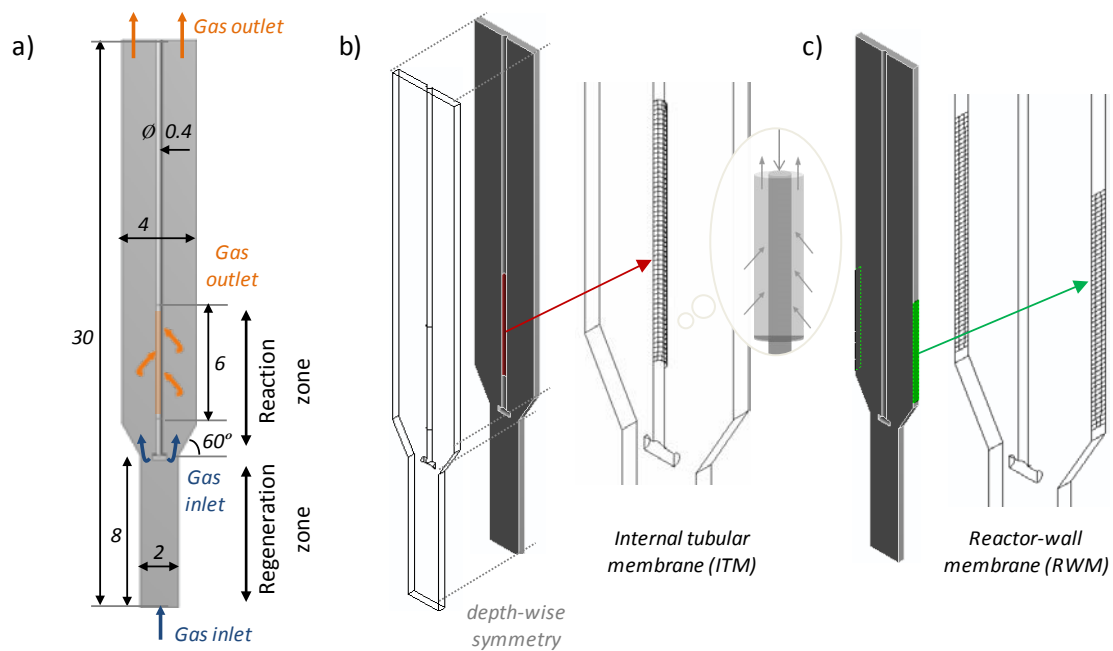 a)
Gas outlet
Ø 0.4
4
Gas
outlet
30
6
Reaction
zone
60º
Gas
inlet
8
2
Regeneration
zone
Gas inlet
b)
Internal tubular
membrane (ITM)
depth-wise
symmetry
c)
Reactor-wall
membrane (RWM)